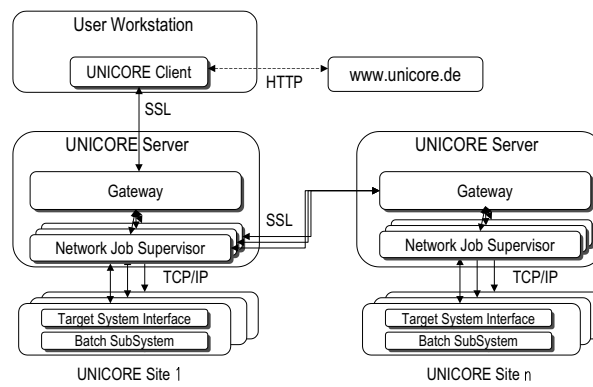 User Workstation
UNICORE Client
HTTP
www.unicore.de
SSL
UNICORE Server
UNICORE Server
Gateway
Gateway
SSL
Network Job Supervisor
Network Job Supervisor
TCP/IP
TCP/IP
Target System Interface
Target System Interface
Batch SubSystem
Batch SubSystem
UNICORE Site 1
UNICORE Site n